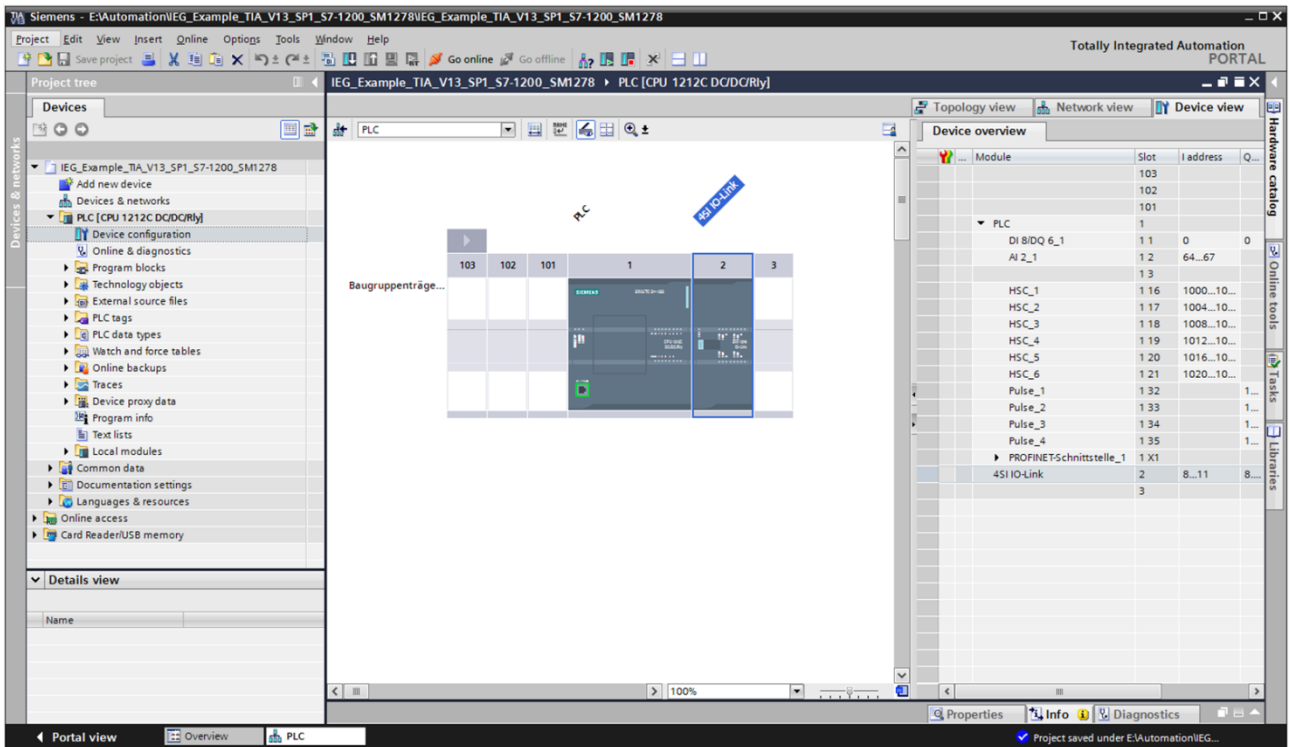 Siemens - E:\Automation\IEG_Example_TIA_V13_SP1_S7-1200_SM1278\IEG_Example_TIA_V13_SP1_S7-1200_SM1278
Project Edit View Insert Online Options Tools Window Help
Totally Integrated Automation
PORTAL
Save project Go online Go offline
Project tree
IEG_Example_TIA_V13_SP1_S7-1200_SM1278 PLC [CPU 1212C DC/DC/Rly]
Devices
Topology view Network view Device view
PLC
Device overview
Devices & networks
IEG_Example_TIA_V13_SP1_S7-1200_SM1278
Add new device
Devices & networks
PLC [CPU 1212C DC/DC/Rly]
Device configuration
Online & diagnostics
Program blocks
Technology objects
External source files
PLC tags
PLC data types
Watch and force tables
Online backups
Traces
Device proxy data
Program info
Text lists
Local modules
Common data
Documentation settings
Languages & resources
Online access
Card Reader/USB memory
Details view
Name
PLC
4SI IO-Link
103 102 101 1 2 3
Baugruppenträge...
SIEMENS
100%
... Module Slot I address Q...
103
102
101
PLC 1
DI 8/DQ 6_1 1 1 0 0
AI 2_1 1 2 64...67
1 3
HSC_1 1 16 1000...10...
HSC_2 1 17 1004...10...
HSC_3 1 18 1008...10...
HSC_4 1 19 1012...10...
HSC_5 1 20 1016...10...
HSC_6 1 21 1020...10...
Pulse_1 1 32 1...
Pulse_2 1 33 1...
Pulse_3 1 34 1...
Pulse_4 1 35 1...
PROFINET-Schnittstelle_1 1 X1
4SI IO-Link 2 8...11 8....
3
Hardware catalog
Online tools
Tasks
Libraries
Properties Info Diagnostics
Portal view Overview PLC
Project saved under E:\Automation\IEG...